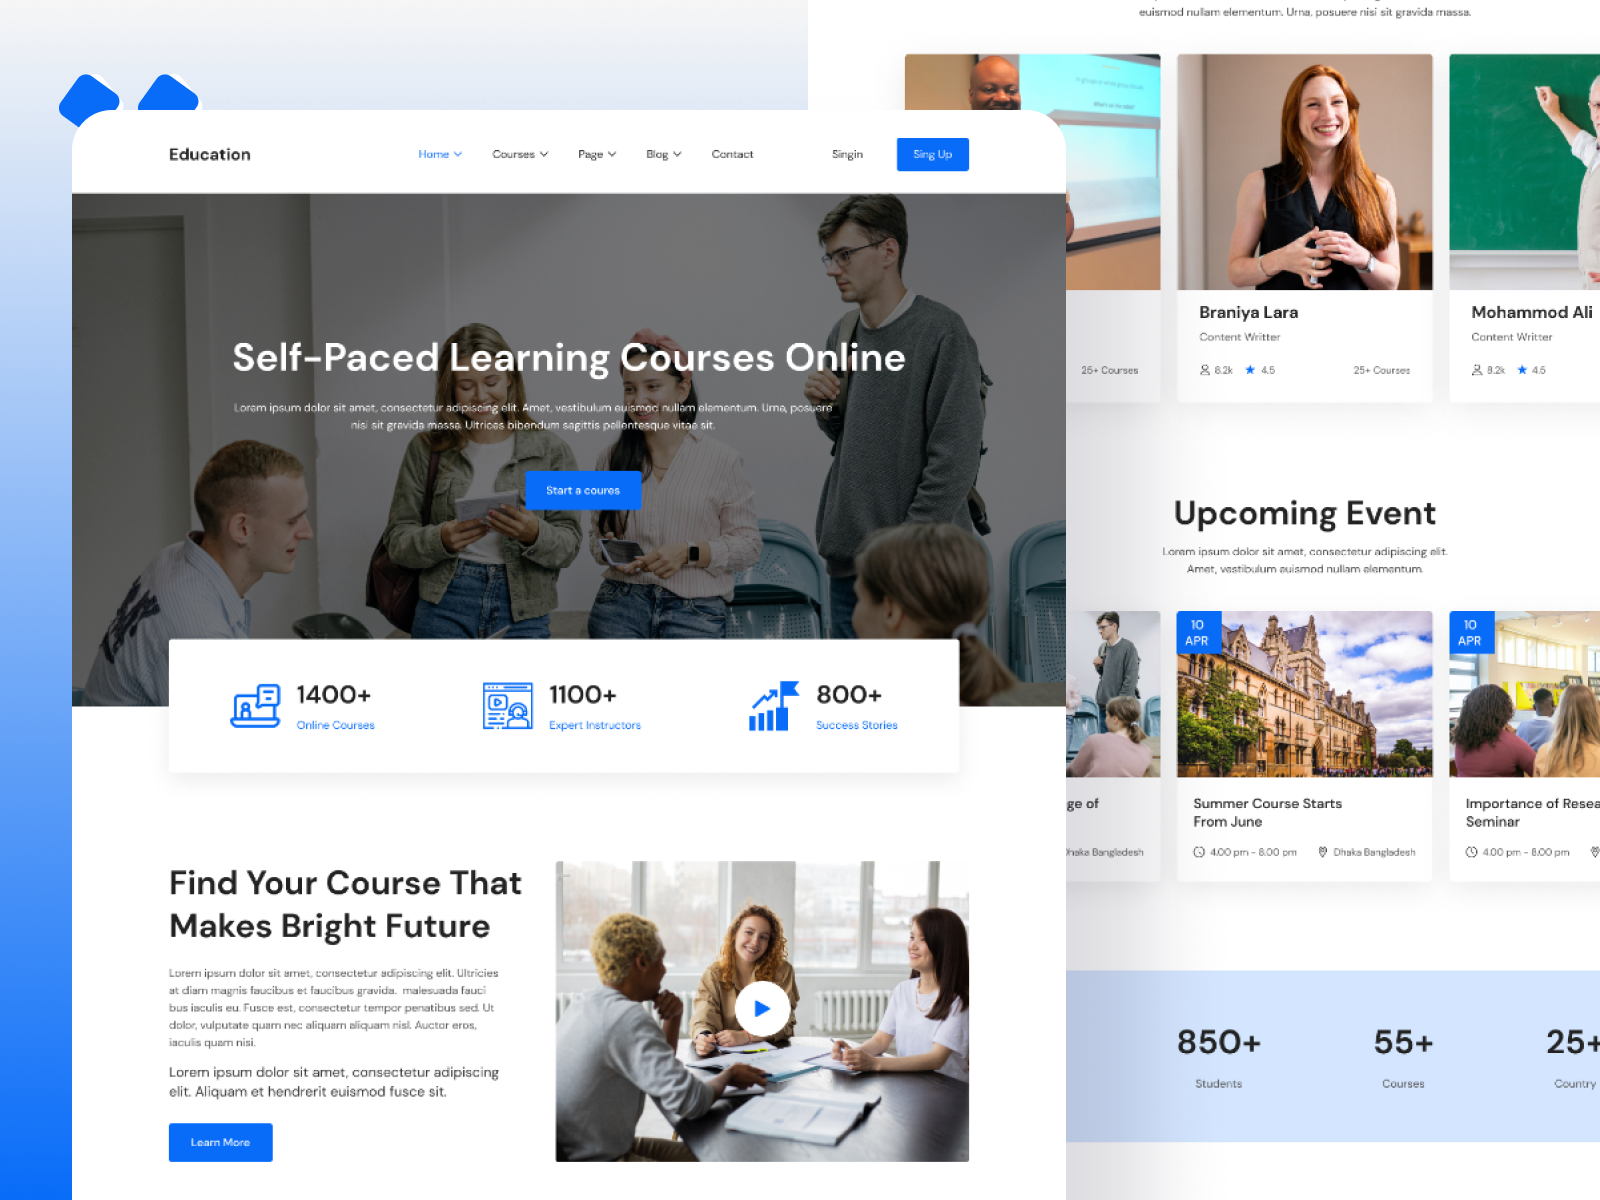 Education
Home
Courses
Page
Blog
Contact
Singin
Sing Up
Self-Paced Learning Courses Online
Lorem ipsum dolor sit amet, consectetur adipiscing elit. Amet, vestibulum euismod nullam elementum. Urna, posuere
nisi sit gravida massa. Ultrices bibendum sagittis pellentesque vitae sit.
Start a coures
1400+
Online Courses
1100+
Expert Instructors
800+
Success Stories
Find Your Course That
Makes Bright Future
Lorem ipsum dolor sit amet, consectetur adipiscing elit. Ultricies
at diam magnis faucibus et faucibus gravida. malesuada fauci
bus iaculis eu. Fusce est, consectetur tempor penatibus sed. Ut
dolor, vulputate quam nec aliquam aliquam nisl. Auctor eros,
iaculis quam nisi.
Lorem ipsum dolor sit amet, consectetur adipiscing
elit. Aliquam et hendrerit euismod fusce sit.
Learn More
euismod nullam elementum. Urna, posuere nisi sit gravida massa.
25+ Courses
Braniya Lara
Content Writter
8.2k
4.5
25+ Courses
Mohammod Ali
Content Writter
8.2k
4.5
Upcoming Event
Lorem ipsum dolor sit amet, consectetur adipiscing elit.
Amet, vestibulum euismod nullam elementum.
ge of
Dhaka Bangladesh
10
APR
Summer Course Starts
From June
4.00 pm - 8.00 pm
Dhaka Bangladesh
10
APR
Importance of Resea
Seminar
4.00 pm - 8.00 pm
850+
Students
55+
Courses
25+
Country